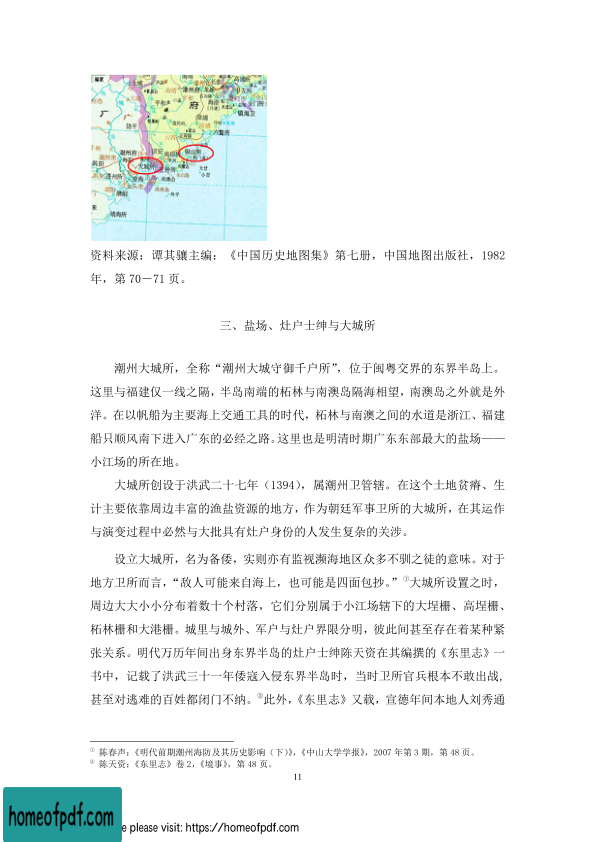 府
大城所
铜山所
镇海卫
六鳌所
靖海所
资料来源：谭其骧主编：《中国历史地图集》第七册，中国地图出版社，1982
年，第 70－71 页。
三、盐场、灶户士绅与大城所
潮州大城所，全称“潮州大城守御千户所”，位于闽粤交界的东界半岛上。
这里与福建仅一线之隔，半岛南端的柘林与南澳岛隔海相望，南澳岛之外就是外
洋。在以帆船为主要海上交通工具的时代，柘林与南澳之间的水道是浙江、福建
船只顺风南下进入广东的必经之路。这里也是明清时期广东东部最大的盐场——
小江场的所在地。
大城所创设于洪武二十七年（1394），属潮州卫管辖。在这个土地贫瘠、生
计主要依靠周边丰富的渔盐资源的地方，作为朝廷军事卫所的大城所，在其运作
与演变过程中必然与大批具有灶户身份的人发生复杂的关涉。
设立大城所，名为备倭，实则亦有监视濒海地区众多不驯之徒的意味。对于
地方卫所而言，“敌人可能来自海上，也可能是四面包抄。”①大城所设置之时，
周边大大小小分布着数十个村落，它们分别属于小江场辖下的大埕栅、高埕栅、
柘林栅和大港栅。城里与城外、军户与灶户界限分明，彼此间甚至存在着某种紧
张关系。明代万历年间出身东界半岛的灶户士绅陈天资在其编撰的《东里志》一
书中，记载了洪武三十一年倭寇入侵东界半岛时，当时卫所官兵根本不敢出战，
甚至对逃难的百姓都闭门不纳。②此外，《东里志》又载，宣德年间本地人刘秀通
① 陈春声：《明代前期潮州海防及其历史影响（下）》，《中山大学学报》，2007 年第 3 期，第 48 页。
② 陈天资：《东里志》卷 2，《境事》，第 48 页。
11
homeofpdf.com
e please visit: https://homeofpdf.com